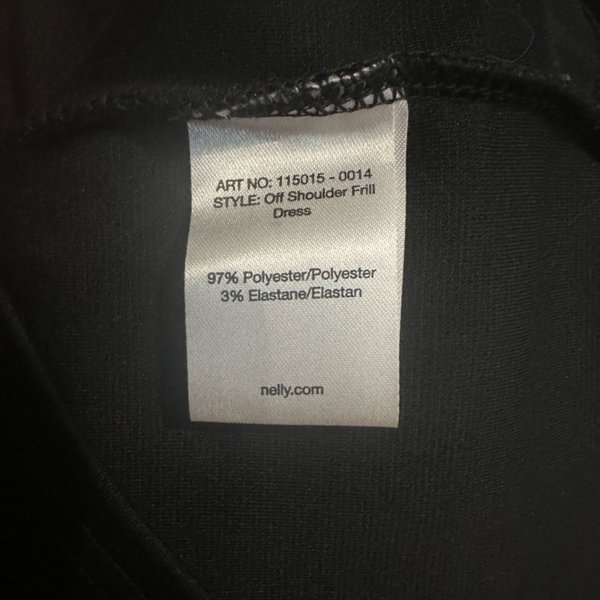 ART NO: 115015 - 0014
STYLE: Off Shoulder Frill
Dress
97% Polyester/Polyester
3% Elastane/Elastan
nelly.com